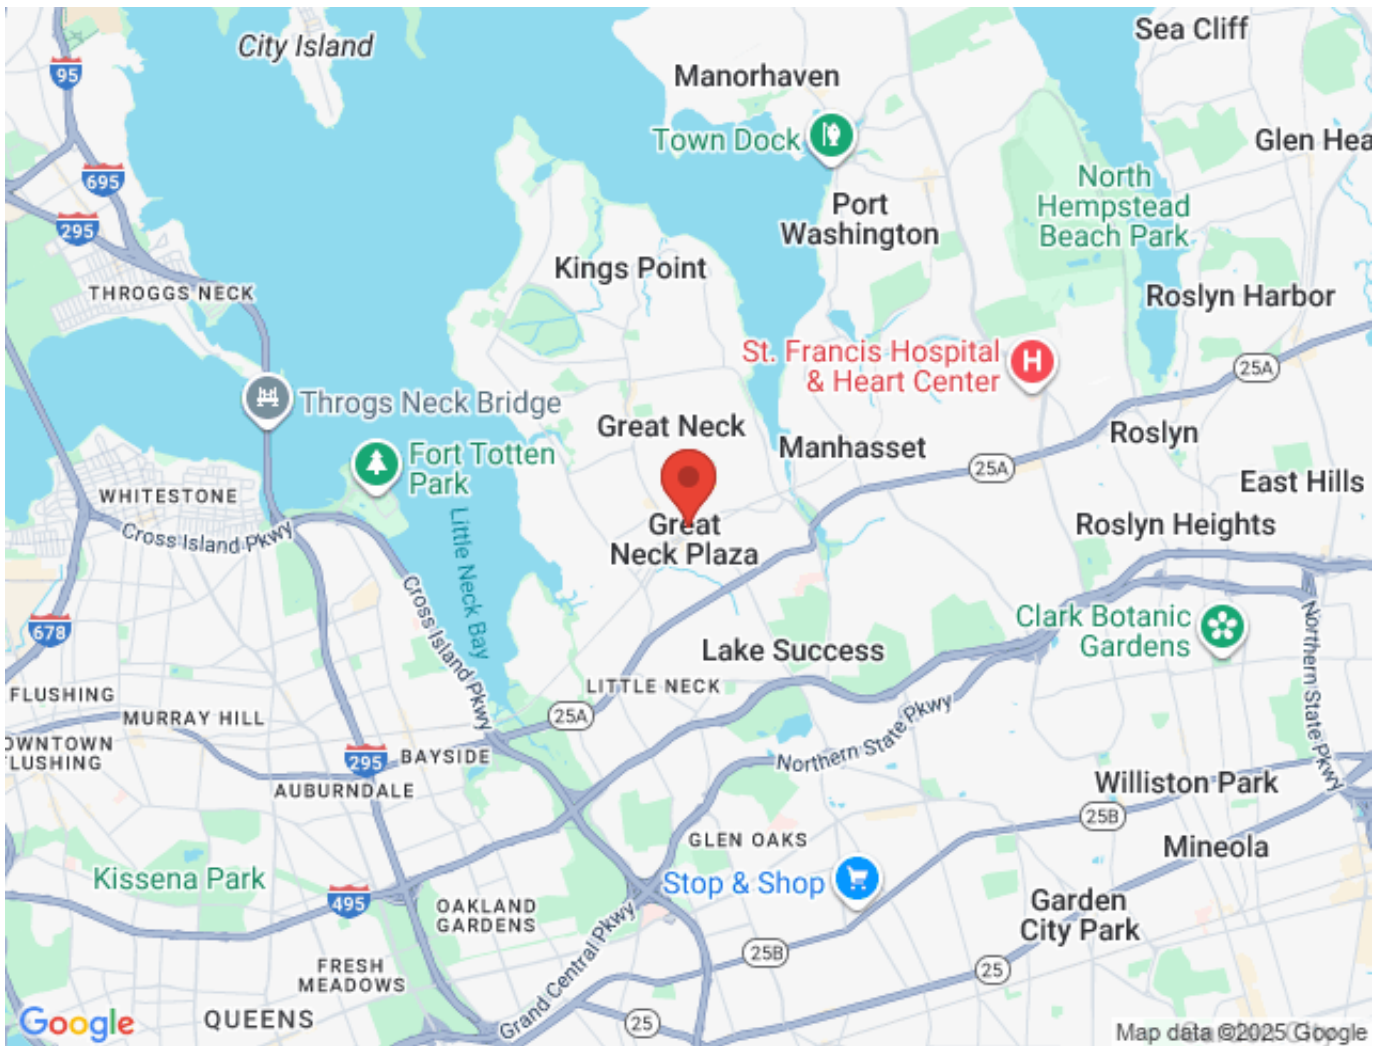 City Island
Sea Cliff
95
Manorhaven
Town Dock
Glen Hea
695
North
Hempstead
Beach Park
Port
Washington
295
Kings Point
THROGGS NECK
Roslyn Harbor
St. Francis Hospital
& Heart Center
H
25A
Throgs Neck Bridge
Great Neck
Manhasset
Roslyn
Fort Totten
Park
25A
East Hills
WHITESTONE
Cross Island Pkwy
Little Neck Bay
Great
Neck Plaza
Roslyn Heights
Cross Island Pkwy
678
Clark Botanic
Gardens
Northern State Pkwy
Lake Success
LITTLE NECK
FLUSHING
MURRAY HILL
25A
Northern State Pkwy
OWNTOWN
FLUSHING
295
BAYSIDE
AUBURNDALE
Williston Park
25B
GLEN OAKS
Mineola
Kissena Park
Stop & Shop
495
OAKLAND
GARDENS
Garden
City Park
Grand Central Pkwy
25B
FRESH
MEADOWS
25
Google
QUEENS
25
Map data ©2025 Google